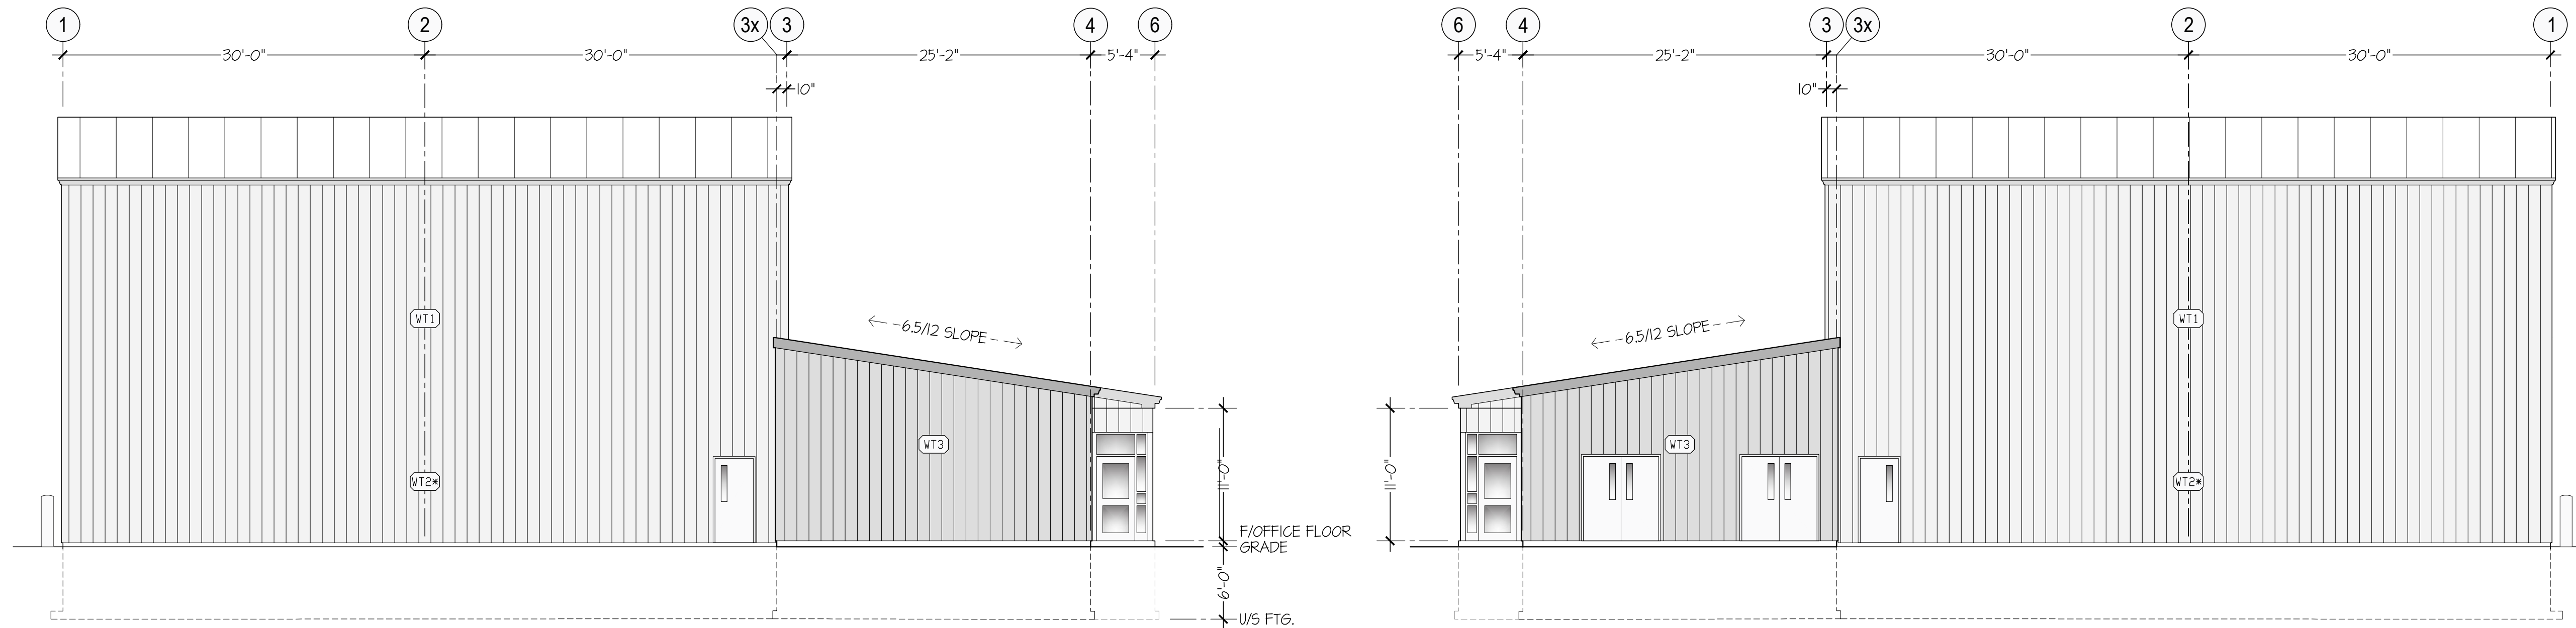 1 2 3x 3 4 6
30'-0" 30'-0" 25'-2" 5'-4"
10"
6.5/12 SLOPE
WT1
WT3
WT2*
11'-0"
F/OFFICE FLOOR
GRADE
6'-0"
U/S FTG.
6 4 3 3x 2 1
5'-4" 25'-2" 30'-0" 30'-0"
10"
6.5/12 SLOPE
WT1
WT3
WT2*
11'-0"